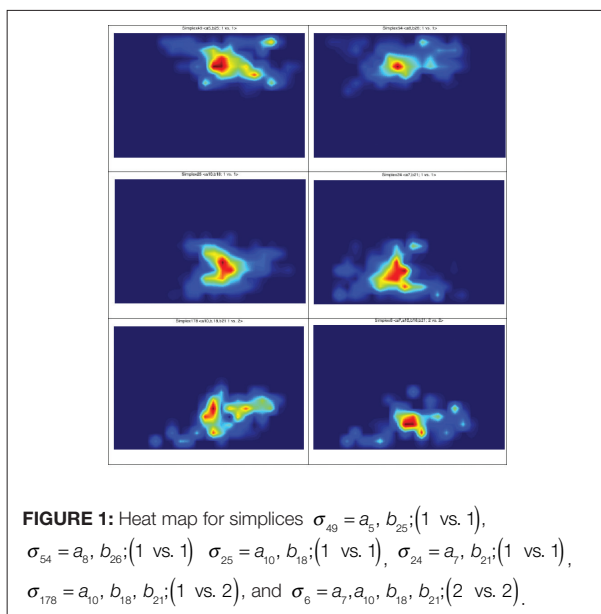 FIGURE 1: Heat map for simplices σ₄₉ = a₅, b₂₅;(1 vs. 1),
σ₅₄ = a₈, b₂₆;(1 vs. 1) σ₂₅ = a₁₀, b₁₈;(1 vs. 1), σ₂₄ = a₇, b₂₁;(1 vs. 1),
σ₁₇₈ = a₁₀, b₁₈, b₂₁;(1 vs. 2), and σ₆ = a₇,a₁₀, b₁₈, b₂₁;(2 vs. 2).